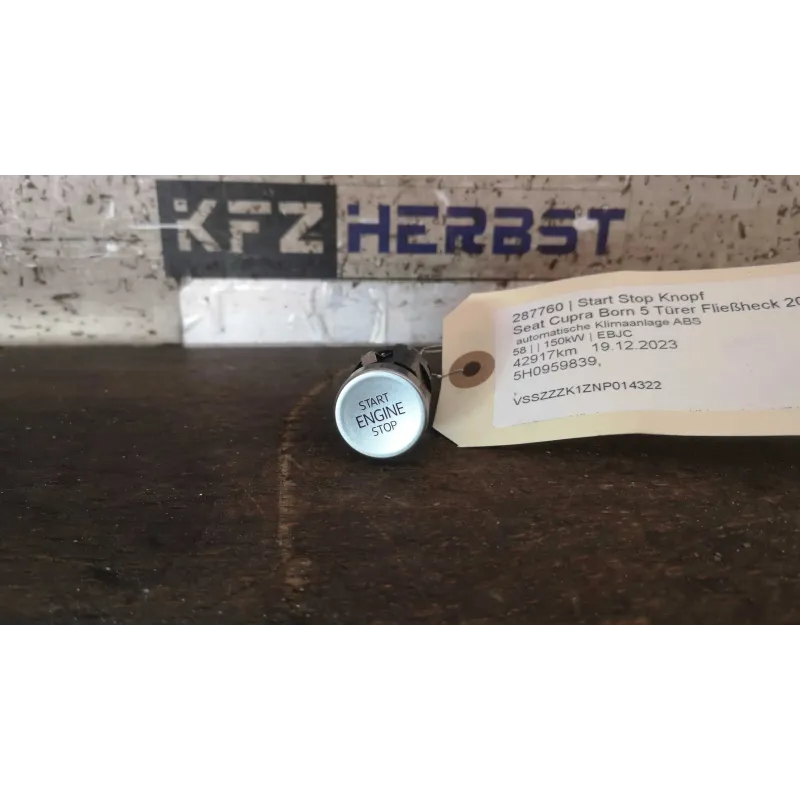 KFZ HERBST
287760 | Start Stop Knopf
Seat Cupra Born 5 Türer Fließheck 20
automatische Klimaanlage ABS
58 | | 150kW | EBJC
42917km 19.12.2023
5H0959839,
,
VSSZZZK1ZNP014322
START
ENGINE
STOP